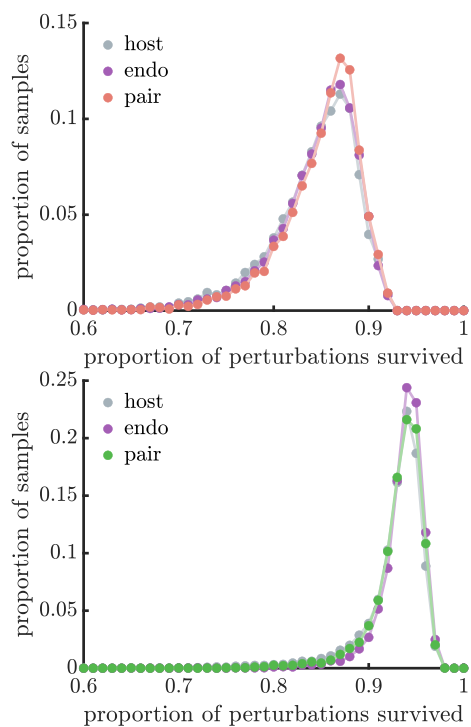 0.15
host
endo
pair
0.1
0.05
0
proportion of samples
0.6 0.7 0.8 0.9 1
proportion of perturbations survived
0.25
host
endo
pair
0.2
0.15
0.1
0.05
0
proportion of samples
0.6 0.7 0.8 0.9 1
proportion of perturbations survived